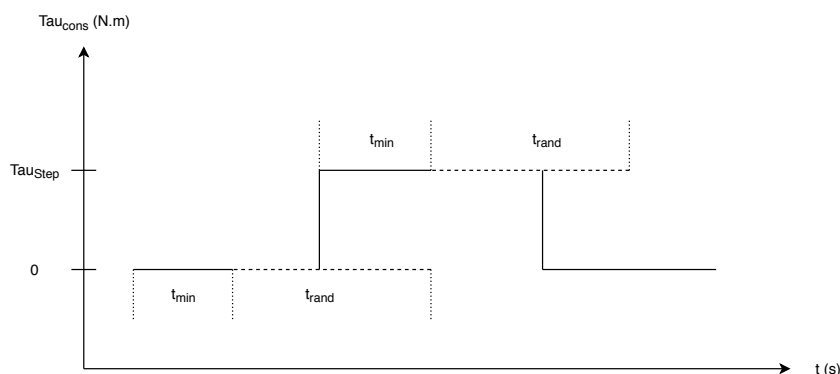 Tau_cons (N.m)
t_min
t_rand
Tau_Step
0
t_min
t_rand
t (s)